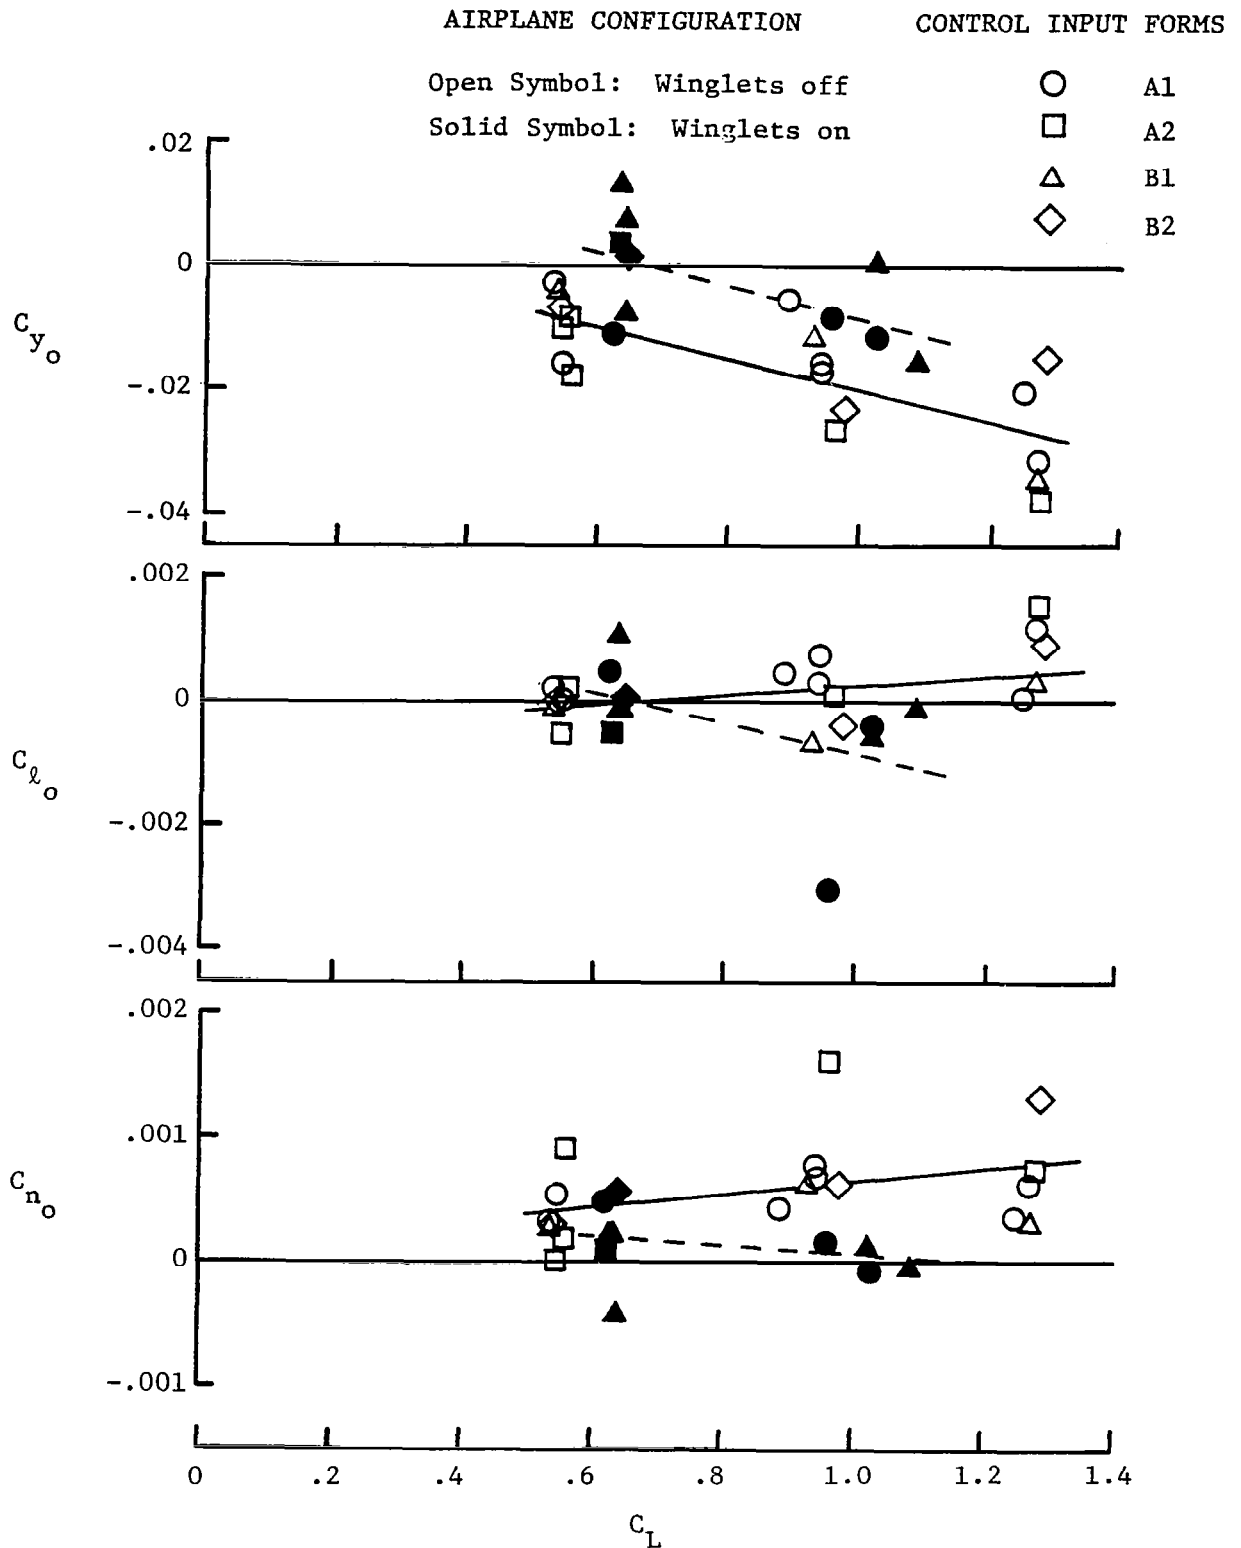 AIRPLANE CONFIGURATION
CONTROL INPUT FORMS
Open Symbol: Winglets off
A1
Solid Symbol: Winglets on
A2
B1
B2
.02
0
-.02
-.04
Cyo
.002
0
-.002
-.004
Cℓo
.002
.001
0
-.001
Cno
0 .2 .4 .6 .8 1.0 1.2 1.4
CL